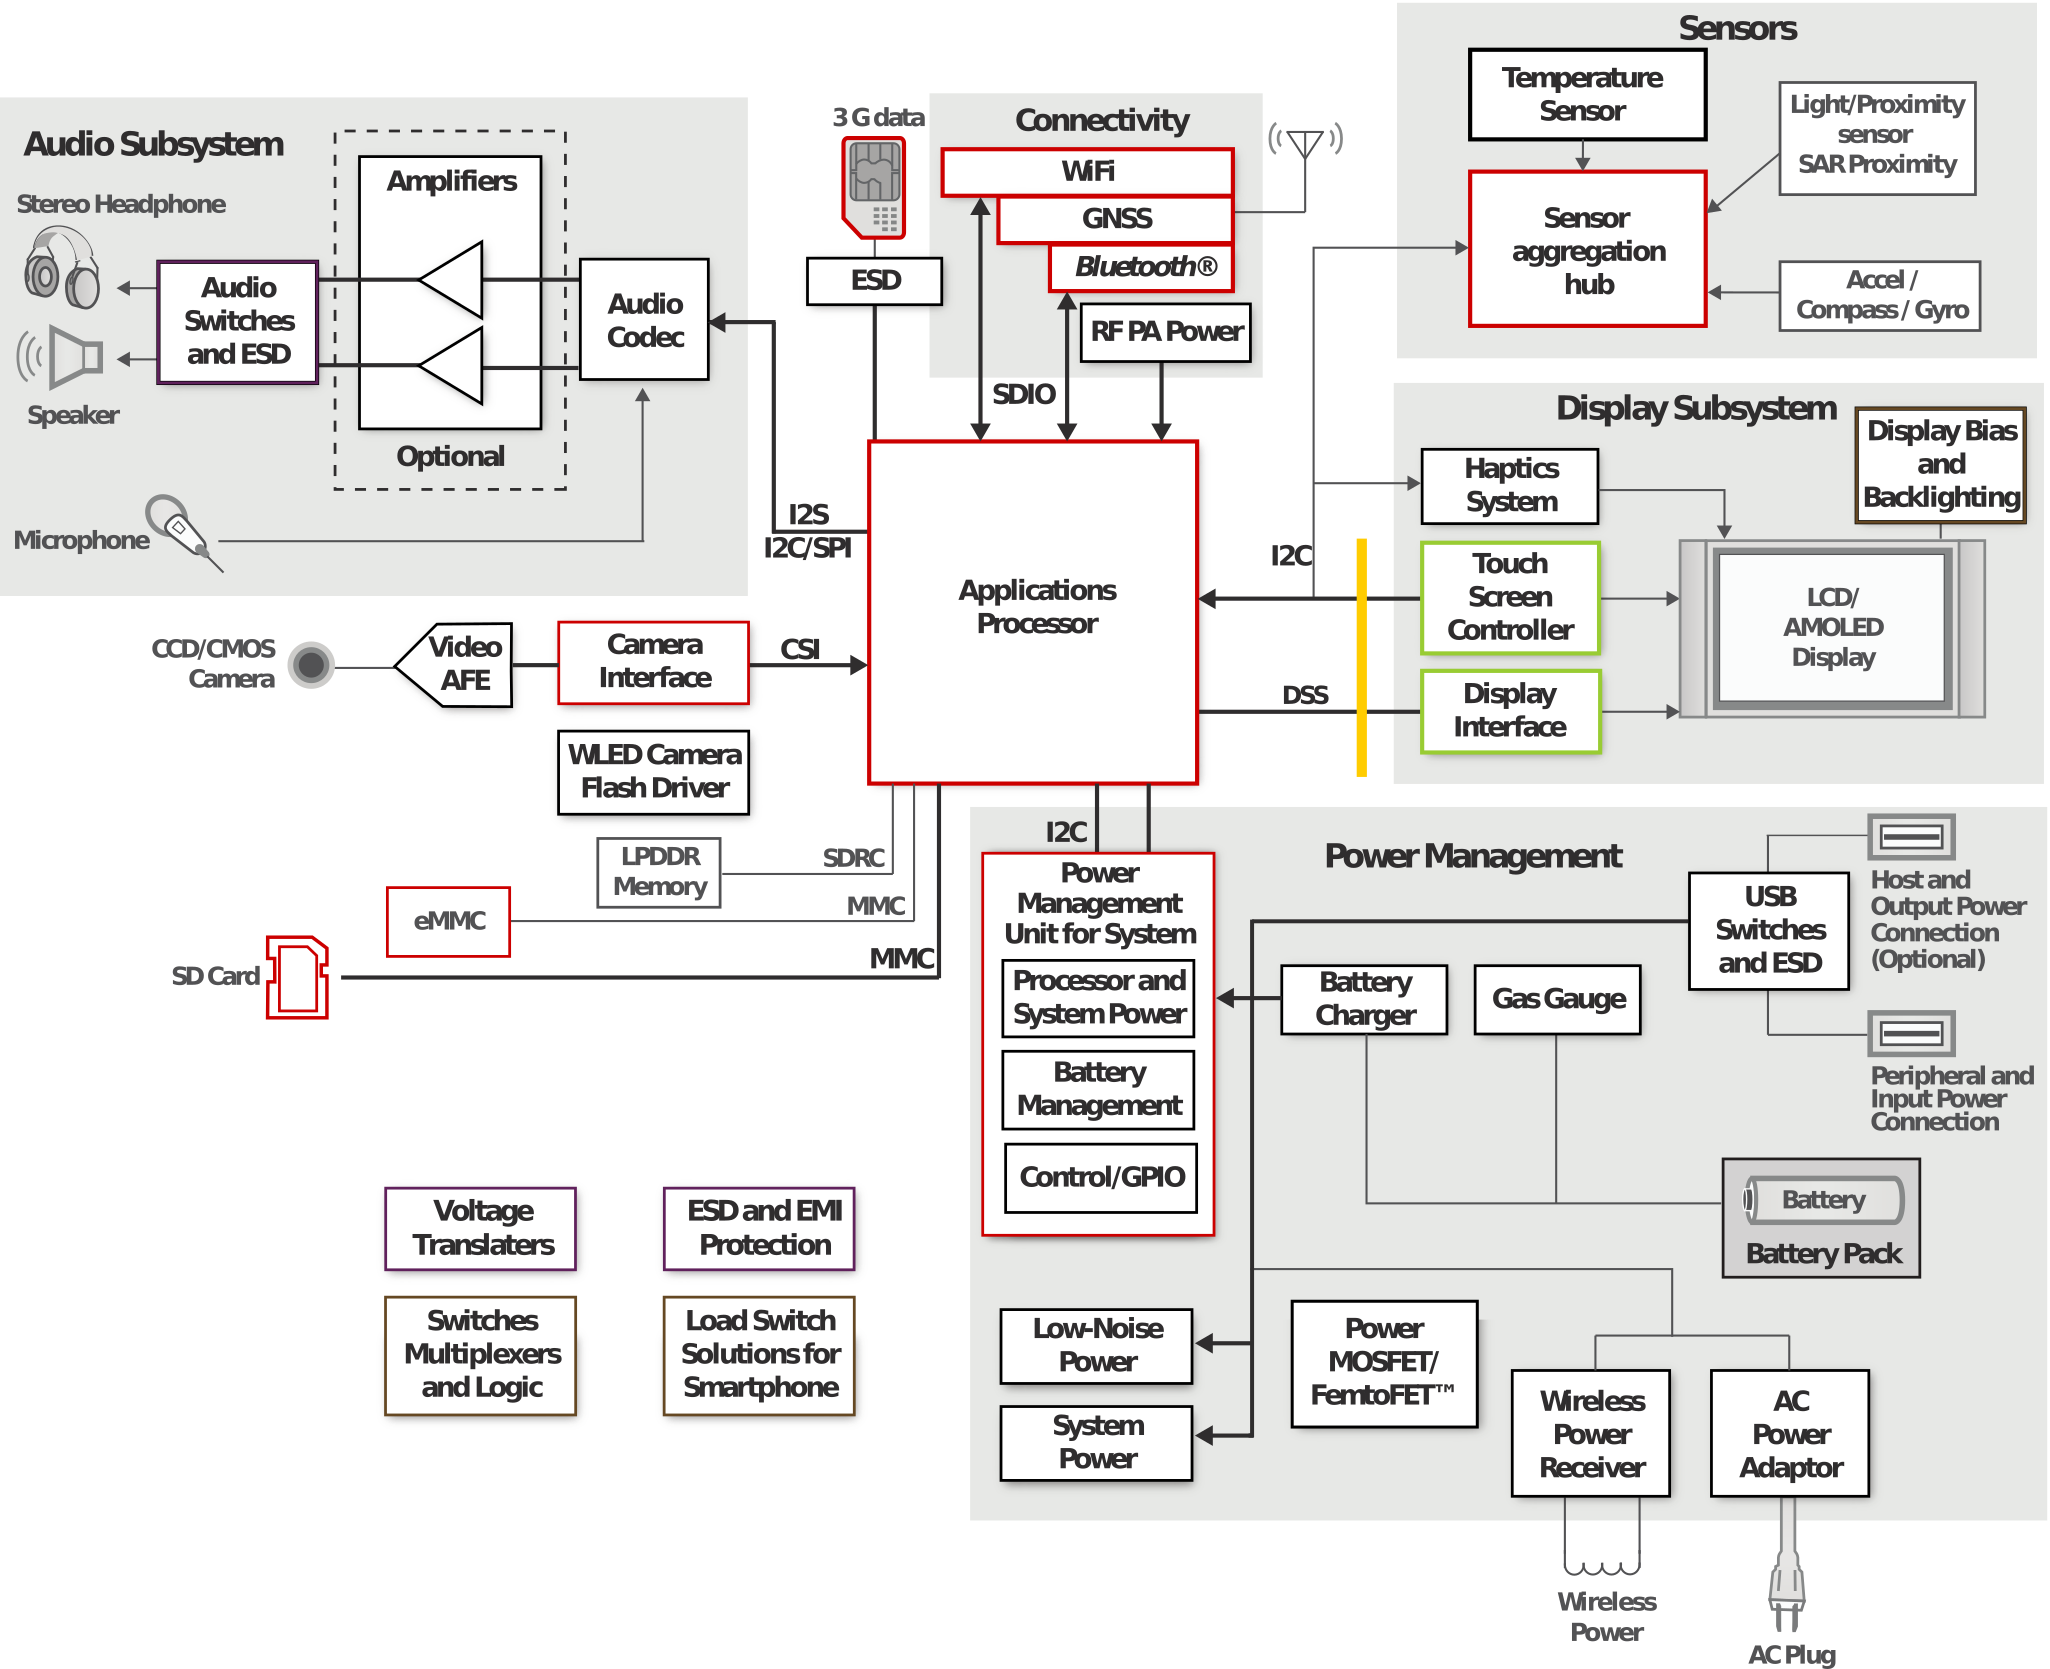 Sensors
Temperature
Sensor
Light/Proximity
sensor
SAR Proximity
Sensor
aggregation
hub
Accel /
Compass / Gyro
3 G data
ESD
Connectivity
WiFi
GNSS
Bluetooth®
RF PA Power
SDIO
Audio Subsystem
Stereo Headphone
Amplifiers
Audio
Switches
and ESD
Audio
Codec
Speaker
Optional
Microphone
I2S
I2C/SPI
Display Subsystem
Display Bias
and
Backlighting
Haptics
System
I2C
Touch
Screen
Controller
LCD/
AMOLED
Display
DSS
Display
Interface
Applications
Processor
CCD/CMOS
Camera
Video
AFE
Camera
Interface
CSI
WLED Camera
Flash Driver
LPDDR
Memory
SDRC
eMMC
MMC
SD Card
MMC
I2C
Power Management
Power
Management
Unit for System
Processor and
System Power
Battery
Management
Control/GPIO
Battery
Charger
Gas Gauge
USB
Switches
and ESD
Host and
Output Power
Connection
(Optional)
Peripheral and
Input Power
Connection
Battery
Battery Pack
Voltage
Translaters
ESD and EMI
Protection
Switches
Multiplexers
and Logic
Load Switch
Solutions for
Smartphone
Low-Noise
Power
System
Power
Power
MOSFET/
FemtoFET™
Wireless
Power
Receiver
AC
Power
Adaptor
Wireless
Power
AC Plug